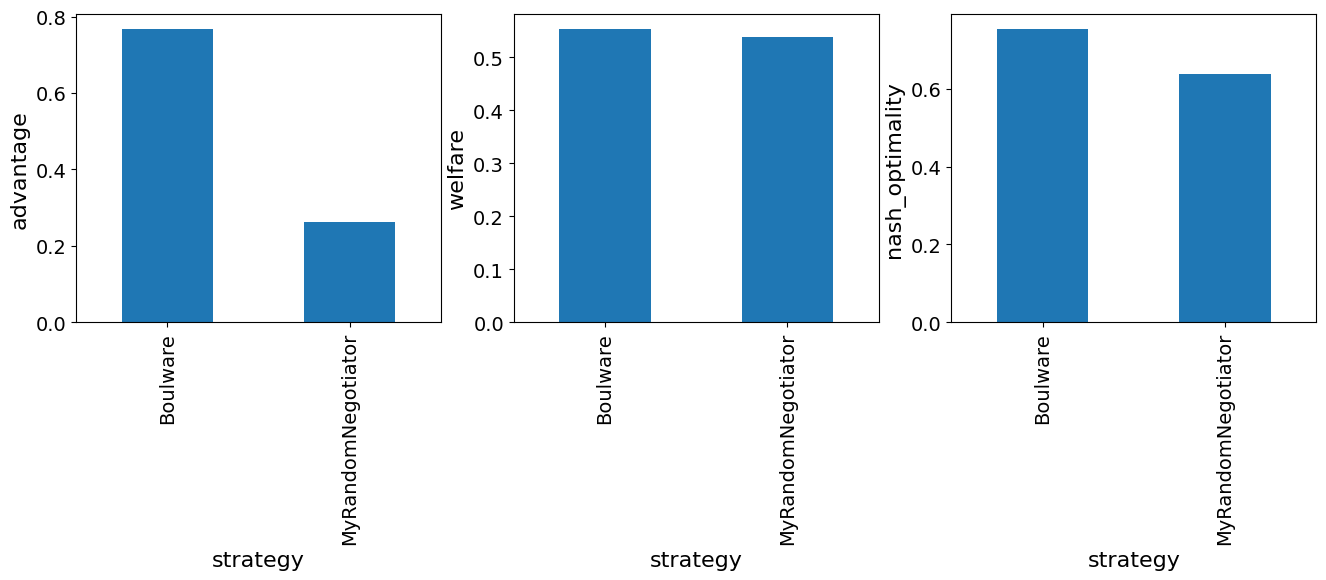 advantage
0.8
0.6
0.4
0.2
0.0
Boulware
MyRandomNegotiator
strategy
welfare
0.5
0.4
0.3
0.2
0.1
0.0
Boulware
MyRandomNegotiator
strategy
nash_optimality
0.6
0.4
0.2
0.0
Boulware
MyRandomNegotiator
strategy